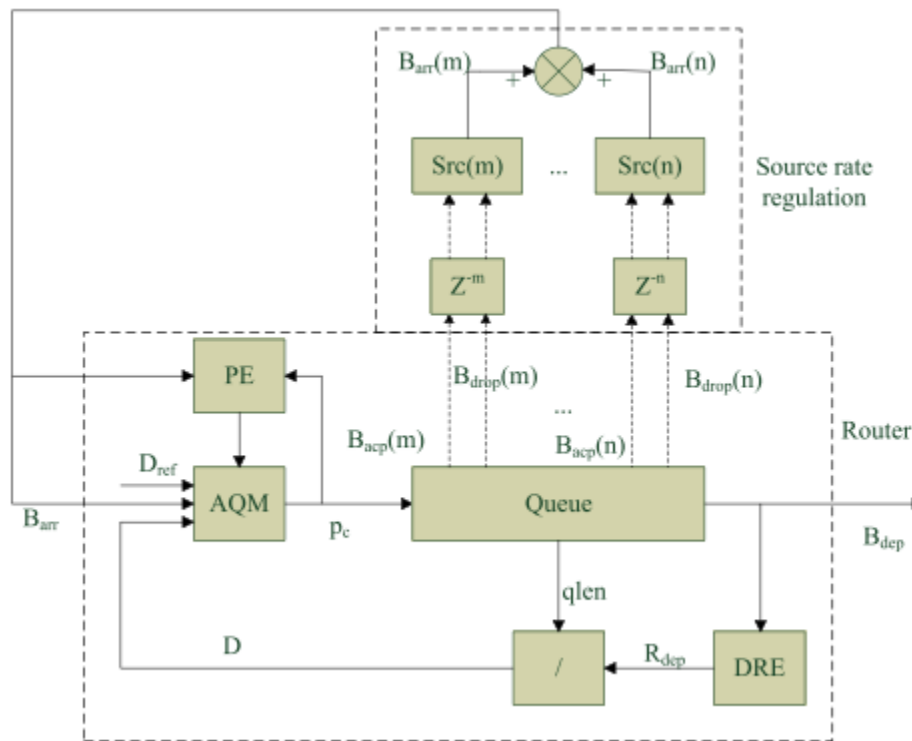 B_arr(m)
B_arr(n)
+
+
Src(m)
...
Src(n)
Source rate
regulation
Z^-m
Z^-n
PE
B_drop(m)
B_drop(n)
...
B_acp(m)
B_acp(n)
Router
D_ref
AQM
Queue
B_arr
p_c
B_dep
qlen
D
/
R_dep
DRE